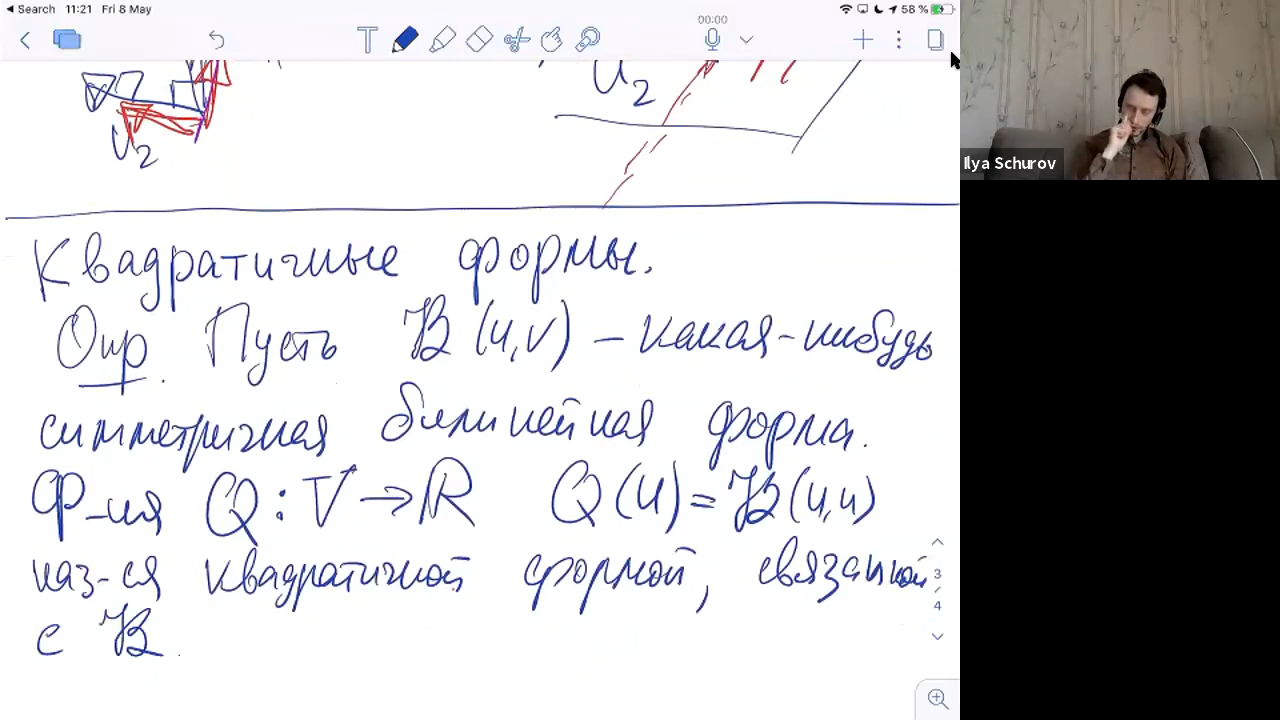 Search 11:21 Fri 8 May 58 %
00:00
Ilya Schurov
U2
U2
Квадратичные формы.
Опр. Пусть B(u,v) – какая-нибудь
симметричная билинейная форма.
Ф-ция Q : V → R Q(u) = B(u,u)
наз-ся квадратичной формой, связанной
с B.
3 / 4